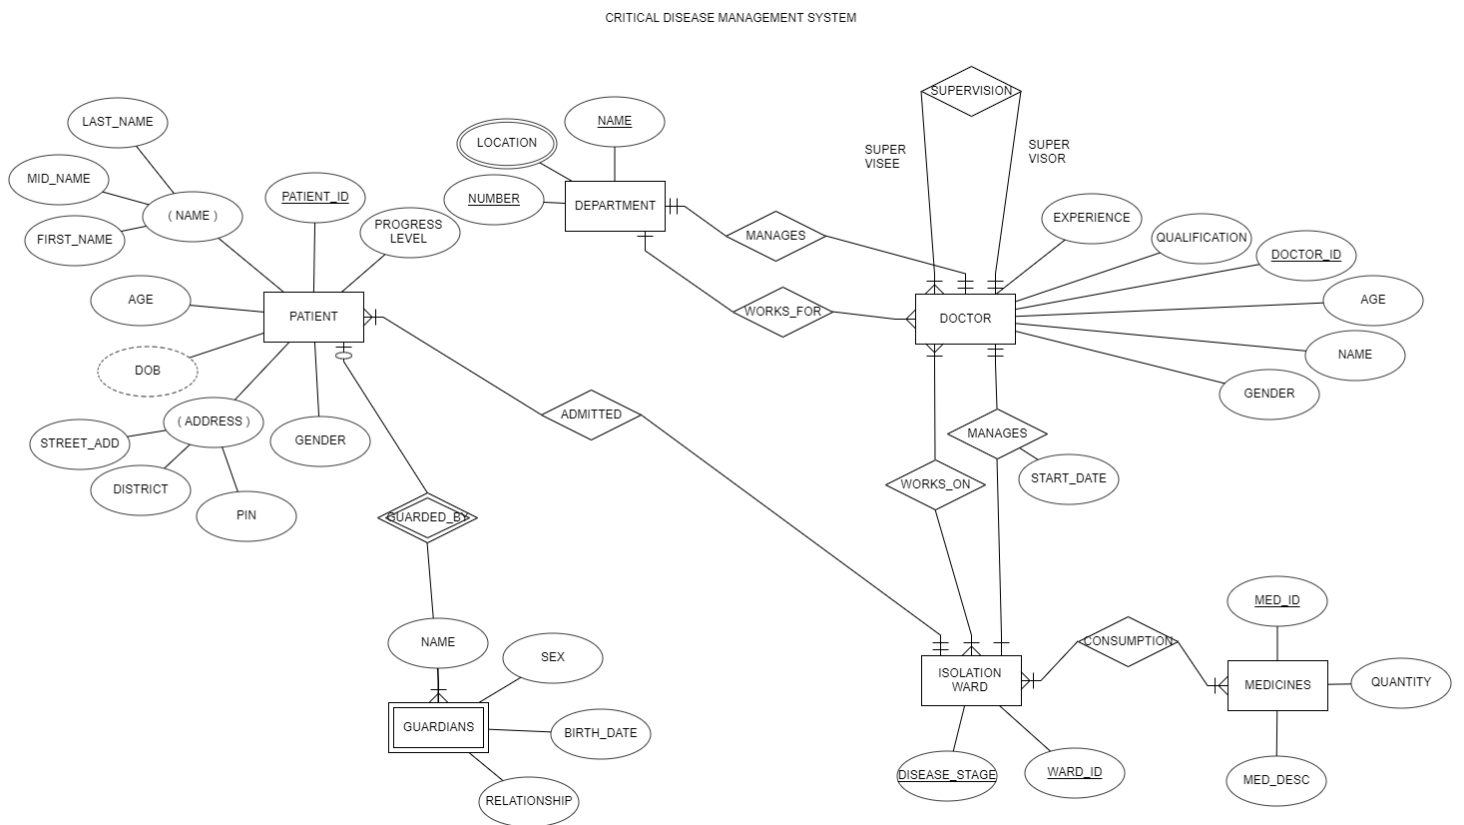 CRITICAL DISEASE MANAGEMENT SYSTEM
SUPERVISION
LAST_NAME
NAME
LOCATION
SUPER
VISEE
SUPER
VISOR
MID_NAME
PATIENT_ID
NUMBER
DEPARTMENT
( NAME )
PROGRESS
LEVEL
EXPERIENCE
FIRST_NAME
MANAGES
QUALIFICATION
DOCTOR_ID
AGE
AGE
PATIENT
WORKS_FOR
DOCTOR
NAME
DOB
GENDER
( ADDRESS )
ADMITTED
STREET_ADD
GENDER
MANAGES
DISTRICT
WORKS_ON
START_DATE
PIN
GUARDED_BY
MED_ID
NAME
CONSUMPTION
SEX
ISOLATION
WARD
MEDICINES
QUANTITY
GUARDIANS
BIRTH_DATE
DISEASE_STAGE
WARD_ID
MED_DESC
RELATIONSHIP